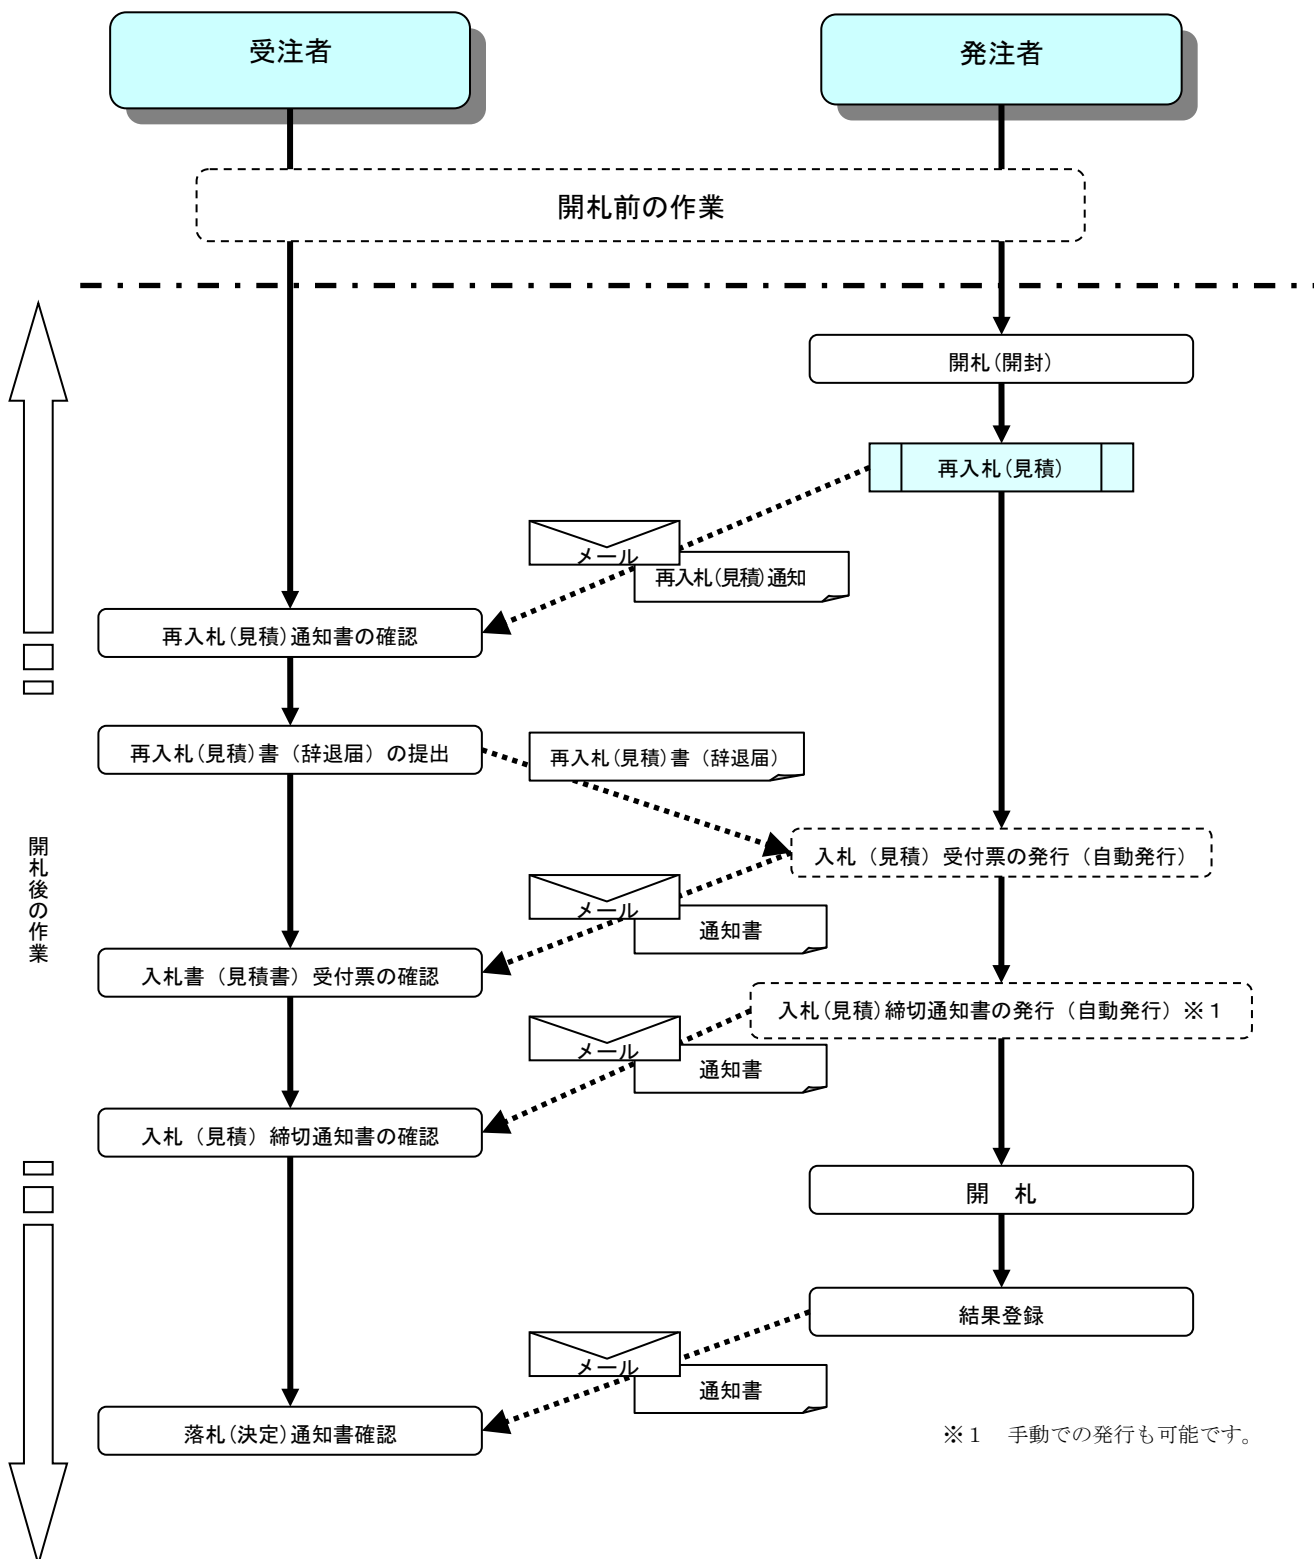 受注者
発注者
開札前の作業
開札(開封)
再入札(見積)
メール
再入札(見積)通知
再入札(見積)通知書の確認
再入札(見積)書（辞退届）の提出
再入札(見積)書（辞退届）
入札（見積）受付票の発行（自動発行）
開札後の作業
メール
通知書
入札書（見積書）受付票の確認
入札(見積)締切通知書の発行（自動発行）※１
メール
通知書
入札（見積）締切通知書の確認
開　札
結果登録
メール
通知書
落札(決定)通知書確認
※１　手動での発行も可能です。